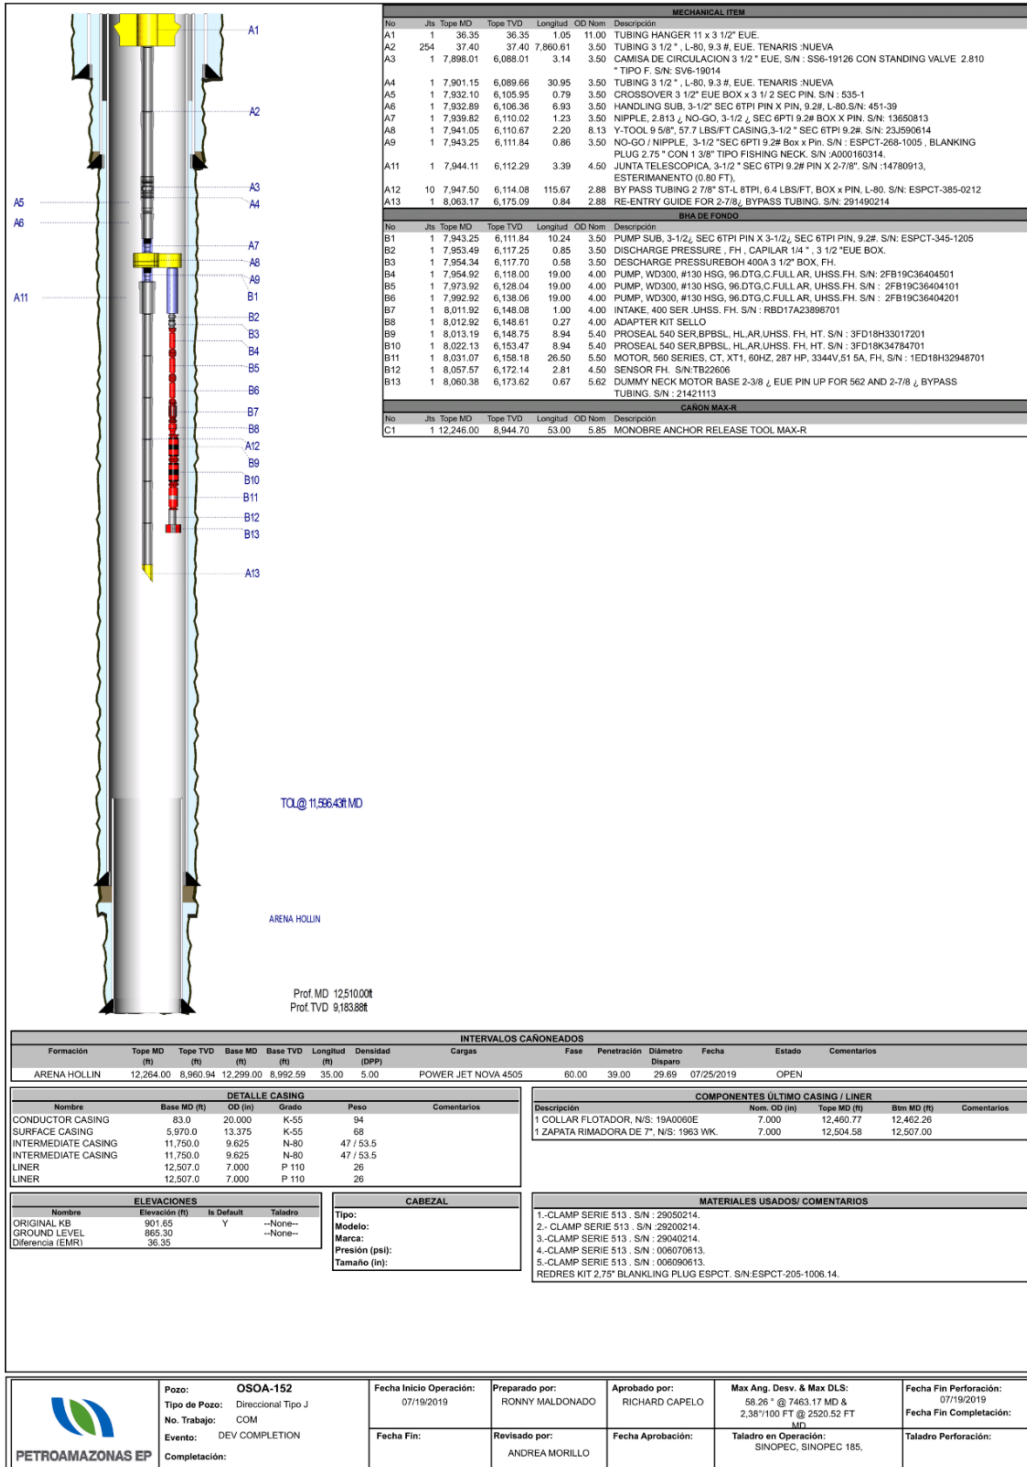 MECHANICAL ITEM
No Jts Tope MD Tope TVD Longitud OD Nom Descripción
A1 1 36.35 36.35 1.05 11.00 TUBING HANGER 11 x 3 1/2" EUE.
A2 254 37.40 37.40 7,860.61 3.50 TUBING 3 1/2 " , L-80, 9.3 #, EUE. TENARIS :NUEVA
A3 1 7,898.01 6,088.01 3.14 3.50 CAMISA DE CIRCULACION 3 1/2 " EUE, S/N : SS6-19126 CON STANDING VALVE 2.810
" TIPO F. S/N: SV6-19014
A4 1 7,901.15 6,089.66 30.95 3.50 TUBING 3 1/2 " , L-80, 9.3 #, EUE. TENARIS :NUEVA
A5 1 7,932.10 6,105.95 0.79 3.50 CROSSOVER 3 1/2" EUE BOX x 3 1/ 2 SEC PIN. S/N : 535-1
A6 1 7,932.89 6,106.36 6.93 3.50 HANDLING SUB, 3-1/2" SEC 6TPI PIN X PIN, 9.2#, L-80.S/N: 451-39
A7 1 7,939.82 6,110.02 1.23 3.50 NIPPLE, 2.813 ¿ NO-GO, 3-1/2 ¿ SEC 6PTI 9.2# BOX X PIN. S/N: 13650813
A8 1 7,941.05 6,110.67 2.20 8.13 Y-TOOL 9 5/8", 57.7 LBS/FT CASING,3-1/2 " SEC 6TPI 9.2#. S/N: 23J590614
A9 1 7,943.25 6,111.84 0.86 3.50 NO-GO / NIPPLE, 3-1/2 "SEC 6PTI 9.2# Box x Pin. S/N : ESPCT-268-1005 , BLANKING
PLUG 2.75 " CON 1 3/8" TIPO FISHING NECK. S/N :A000160314.
A11 1 7,944.11 6,112.29 3.39 4.50 JUNTA TELESCOPICA, 3-1/2 " SEC 6TPI 9.2# PIN X 2-7/8". S/N :14780913,
ESTERIMANENTO (0.80 FT),
A12 10 7,947.50 6,114.08 115.67 2.88 BY PASS TUBING 2 7/8" ST-L 8TPI, 6.4 LBS/FT, BOX x PIN, L-80. S/N: ESPCT-385-0212
A13 1 8,063.17 6,175.09 0.84 2.88 RE-ENTRY GUIDE FOR 2-7/8¿ BYPASS TUBING. S/N: 291490214
BHA DE FONDO
B1 1 7,943.25 6,111.84 10.24 3.50 PUMP SUB, 3-1/2¿ SEC 6TPI PIN X 3-1/2¿ SEC 6TPI PIN, 9.2#. S/N: ESPCT-345-1205
B2 1 7,953.49 6,117.25 0.85 3.50 DISCHARGE PRESSURE , FH , CAPILAR 1/4 " , 3 1/2 "EUE BOX.
B3 1 7,954.34 6,117.70 0.58 3.50 DESCHARGE PRESSUREBOH 400A 3 1/2" BOX, FH.
B4 1 7,954.92 6,118.00 19.00 4.00 PUMP, WD300, #130 HSG, 96.DTG,C.FULL AR, UHSS.FH. S/N: 2FB19C36404501
B5 1 7,973.92 6,128.04 19.00 4.00 PUMP, WD300, #130 HSG, 96.DTG,C.FULL AR, UHSS.FH. S/N : 2FB19C36404101
B6 1 7,992.92 6,138.06 19.00 4.00 PUMP, WD300, #130 HSG, 96.DTG,C.FULL AR, UHSS.FH. S/N : 2FB19C36404201
B7 1 8,011.92 6,148.08 1.00 4.00 INTAKE, 400 SER .UHSS. FH. S/N : RBD17A23898701
B8 1 8,012.92 6,148.61 0.27 4.00 ADAPTER KIT SELLO
B9 1 8,013.19 6,148.75 8.94 5.40 PROSEAL 540 SER,BPBSL, HL,AR,UHSS. FH, HT. S/N : 3FD18H33017201
B10 1 8,022.13 6,153.47 8.94 5.40 PROSEAL 540 SER,BPBSL, HL,AR,UHSS. FH, HT. S/N : 3FD18K34784701
B11 1 8,031.07 6,158.18 26.50 5.50 MOTOR, 560 SERIES, CT, XT1, 60HZ, 287 HP, 3344V,51 5A, FH, S/N : 1ED18H32948701
B12 1 8,057.57 6,172.14 2.81 4.50 SENSOR FH. S/N:TB22606
B13 1 8,060.38 6,173.62 0.67 5.62 DUMMY NECK MOTOR BASE 2-3/8 ¿ EUE PIN UP FOR 562 AND 2-7/8 ¿ BYPASS
TUBING. S/N : 21421113
CAÑON MAX-R
No Jts Tope MD Tope TVD Longitud OD Nom Descripción
C1 1 12,246.00 8,944.70 53.00 5.85 MONOBRE ANCHOR RELEASE TOOL MAX-R
A1
A2
A3
A5
A4
A6
A7
A8
A9
A11
B1
B2
B3
B4
B5
B6
B7
B8
A12
B9
B10
B11
B12
B13
A13
TOL@ 11,596.43ft MD
ARENA HOLLIN
Prof. MD 12,510.00ft
Prof. TVD 9,183.88ft
INTERVALOS CAÑONEADOS
Formación Tope MD (ft) Tope TVD (ft) Base MD (ft) Base TVD (ft) Longitud (ft) Densidad (DPP) Cargas Fase Penetración Diámetro Disparo Fecha Estado Comentarios
ARENA HOLLIN 12,264.00 8,960.94 12,299.00 8,992.59 35.00 5.00 POWER JET NOVA 4505 60.00 39.00 29.69 07/25/2019 OPEN
DETALLE CASING
Nombre Base MD (ft) OD (in) Grado Peso Comentarios
CONDUCTOR CASING 83.0 20.000 K-55 94
SURFACE CASING 5,970.0 13.375 K-55 68
INTERMEDIATE CASING 11,750.0 9.625 N-80 47 / 53.5
INTERMEDIATE CASING 11,750.0 9.625 N-80 47 / 53.5
LINER 12,507.0 7.000 P 110 26
LINER 12,507.0 7.000 P 110 26
COMPONENTES ÚLTIMO CASING / LINER
Descripción Nom. OD (in) Tope MD (ft) Btm MD (ft) Comentarios
1 COLLAR FLOTADOR, N/S: 19A0060E 7.000 12,460.77 12,462.26
1 ZAPATA RIMADORA DE 7", N/S: 1963 WK. 7.000 12,504.58 12,507.00
ELEVACIONES
Nombre Elevación (ft) Is Default Taladro
ORIGINAL KB 901.65 Y --None--
GROUND LEVEL 865.30 --None--
Diferencia (EMR) 36.35
CABEZAL
Tipo:
Modelo:
Marca:
Presión (psi):
Tamaño (in):
MATERIALES USADOS/ COMENTARIOS
1.-CLAMP SERIE 513 . S/N : 29050214.
2.- CLAMP SERIE 513 . S/N :29200214.
3.-CLAMP SERIE 513 . S/N : 29040214.
4.-CLAMP SERIE 513 . S/N : 006070613.
5.-CLAMP SERIE 513 . S/N : 006090613.
REDRES KIT 2,75" BLANKLING PLUG ESPCT. S/N:ESPCT-205-1006.14.
PETROAMAZONAS EP
Pozo: OSOA-152
Tipo de Pozo: Direccional Tipo J
No. Trabajo: COM
Evento: DEV COMPLETION
Completación:
Fecha Inicio Operación:
07/19/2019
Fecha Fin:
Preparado por:
RONNY MALDONADO
Revisado por:
ANDREA MORILLO
Aprobado por:
RICHARD CAPELO
Fecha Aprobación:
Max Ang. Desv. & Max DLS:
58.26 ° @ 7463.17 MD &
2,38°/100 FT @ 2520.52 FT
MD
Taladro en Operación:
SINOPEC, SINOPEC 185,
Fecha Fin Perforación:
07/19/2019
Fecha Fin Completación:
Taladro Perforación: